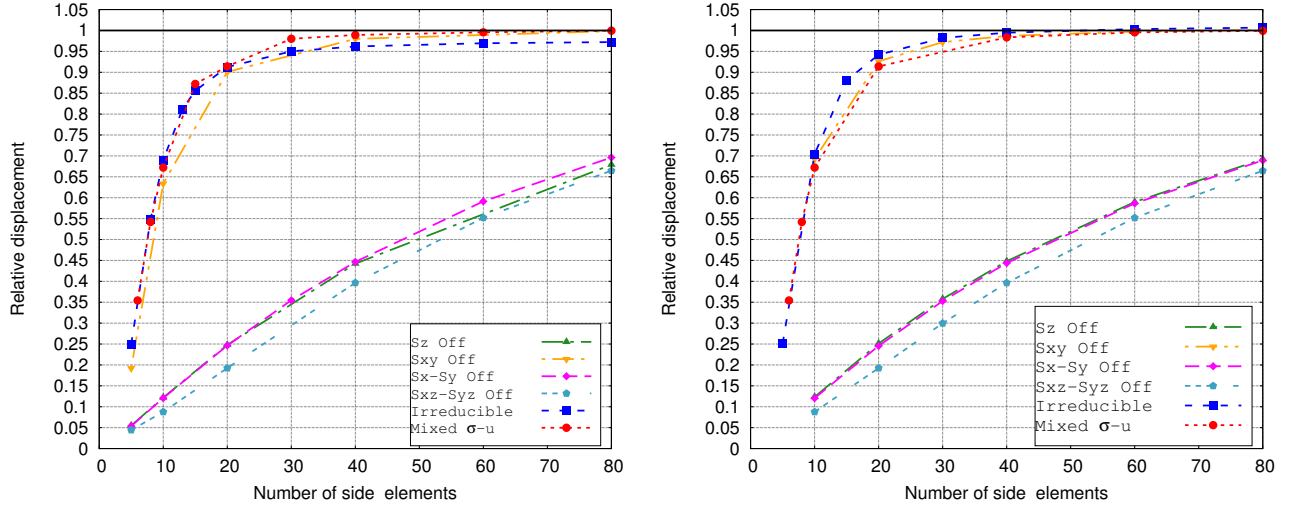 1.05
1
0.95
0.9
0.85
0.8
0.75
0.7
0.65
0.6
0.55
0.5
0.45
0.4
0.35
0.3
0.25
0.2
0.15
0.1
0.05
0
Relative displacement
0 10 20 30 40 50 60 70 80
Number of side elements
Sz Off
Sxy Off
Sx-Sy Off
Sxz-Syz Off
Irreducible
Mixed σ-u
1.05
1
0.95
0.9
0.85
0.8
0.75
0.7
0.65
0.6
0.55
0.5
0.45
0.4
0.35
0.3
0.25
0.2
0.15
0.1
0.05
0
Relative displacement
0 10 20 30 40 50 60 70 80
Number of side elements
Sz Off
Sxy Off
Sx-Sy Off
Sxz-Syz Off
Irreducible
Mixed σ-u